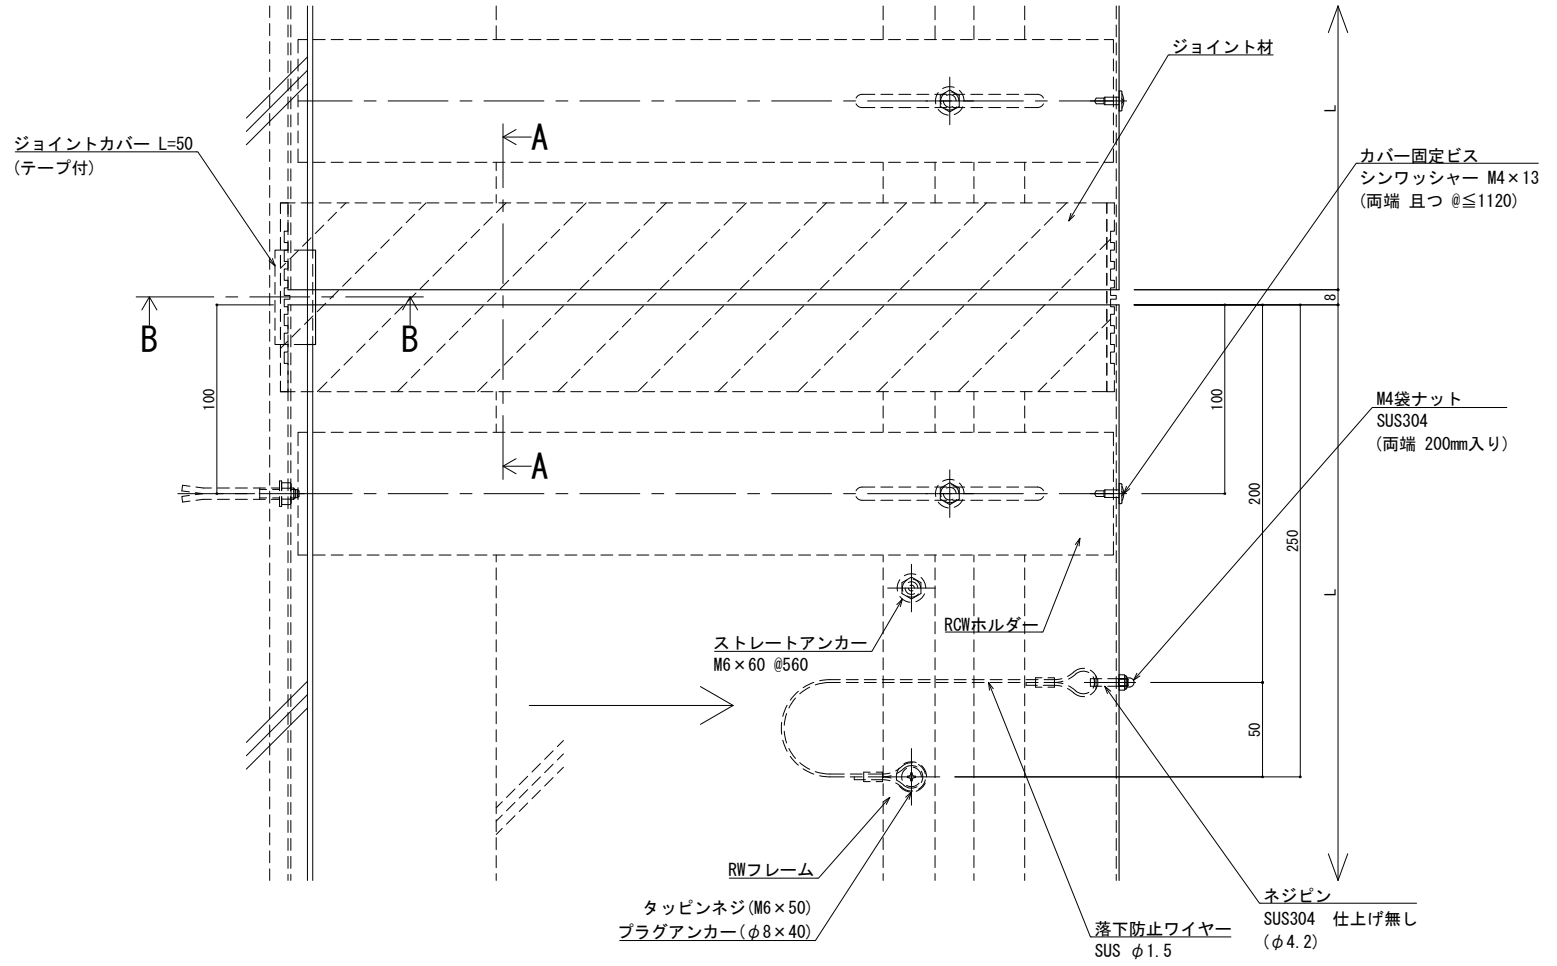 ジョイント材
L
A
ジョイントカバー L=50
(テープ付)
カバー固定ビス
シンワッシャー M4×13
(両端 且つ @≦1120)
8
B
B
100
100
M4袋ナット
SUS304
(両端 200mm入り)
A
200
250
L
RCWホルダー
ストレートアンカー
M6×60 @560
50
RWフレーム
タッピンネジ(M6×50)
プラグアンカー(φ8×40)
落下防止ワイヤー
SUS φ1.5
ネジピン
SUS304 仕上げ無し
(φ4.2)